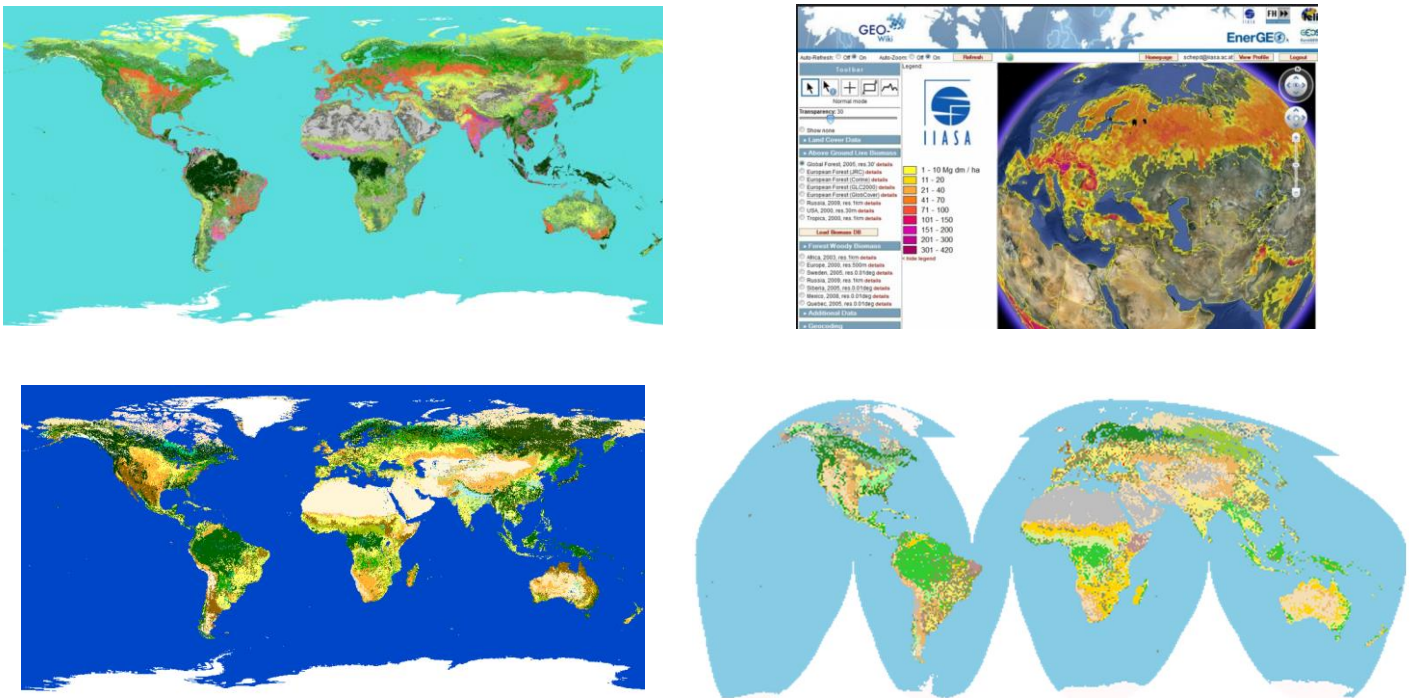 GEO-
Wiki
EnerGEO
Auto-Refresh: Off On Auto-Zoom: Off On Refresh
Homepage schepd@iiasa.ac.at View Profile Logout
Toolbar
Legend
Normal mode
Transparency: 39
Show none
Land Cover Data
Above Ground Live Biomass
Global Forest, 2005, res.30' details
European Forest (JRC) details
European Forest (Corine) details
European Forest (GLC2000) details
European Forest (GlobCover) details
Russia, 2009, res.1km details
USA, 2000, res.30m details
Tropics, 2000, res.1km details
Load Biomass DB
Forest Woody Biomass
Africa, 2003, res.1km details
Europe, 2000, res.500m details
Sweden, 2005, res.0.01deg details
Russia, 2009, res.1km details
Siberia, 2005, res.0.01deg details
Mexico, 2008, res.0.01deg details
Quebec, 2005, res.0.01deg details
Additional Data
Geocoding
IIASA
1 - 10 Mg dm / ha
11 - 20
21 - 40
41 - 70
71 - 100
101 - 150
151 - 200
201 - 300
301 - 420
< hide legend